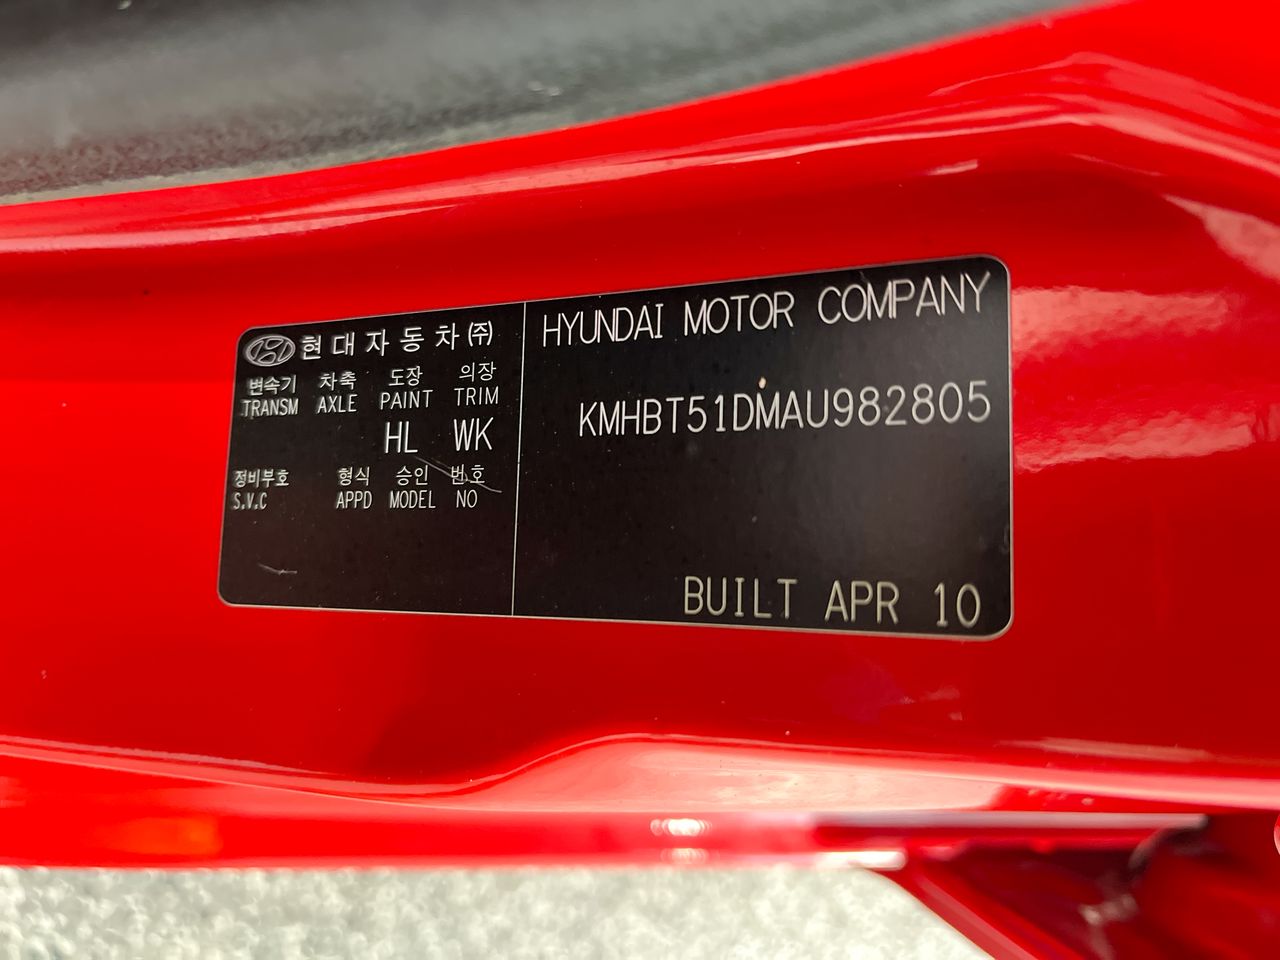 현대자동차㈜
변속기 차축 도장 의장
TRANSM AXLE PAINT TRIM
HL WK
정비부호 형식 승인 번호
S.V.C APPD MODEL NO
HYUNDAI MOTOR COMPANY
KMHBT51DMAU982805
BUILT APR 10